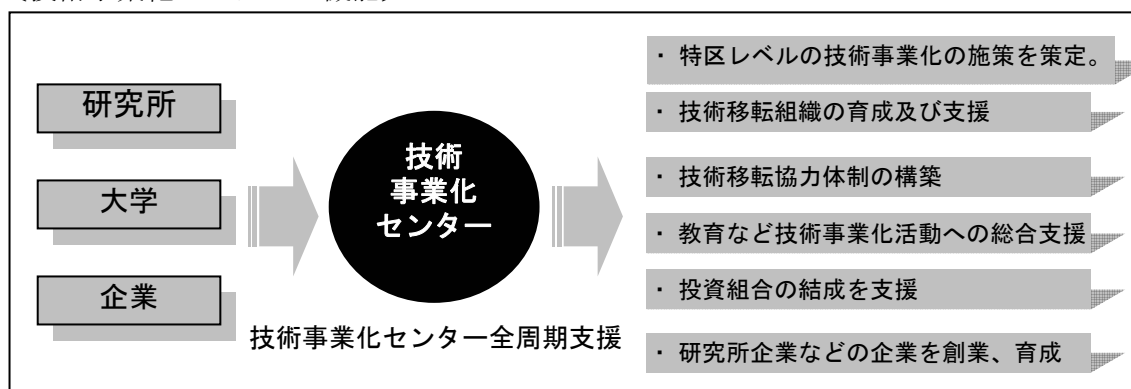 研究所
大学
企業
技術
事業化
センター
技術事業化センター全周期支援
・ 特区レベルの技術事業化の施策を策定。
・ 技術移転組織の育成及び支援
・ 技術移転協力体制の構築
・ 教育など技術事業化活動への総合支援
・ 投資組合の結成を支援
・ 研究所企業などの企業を創業、育成